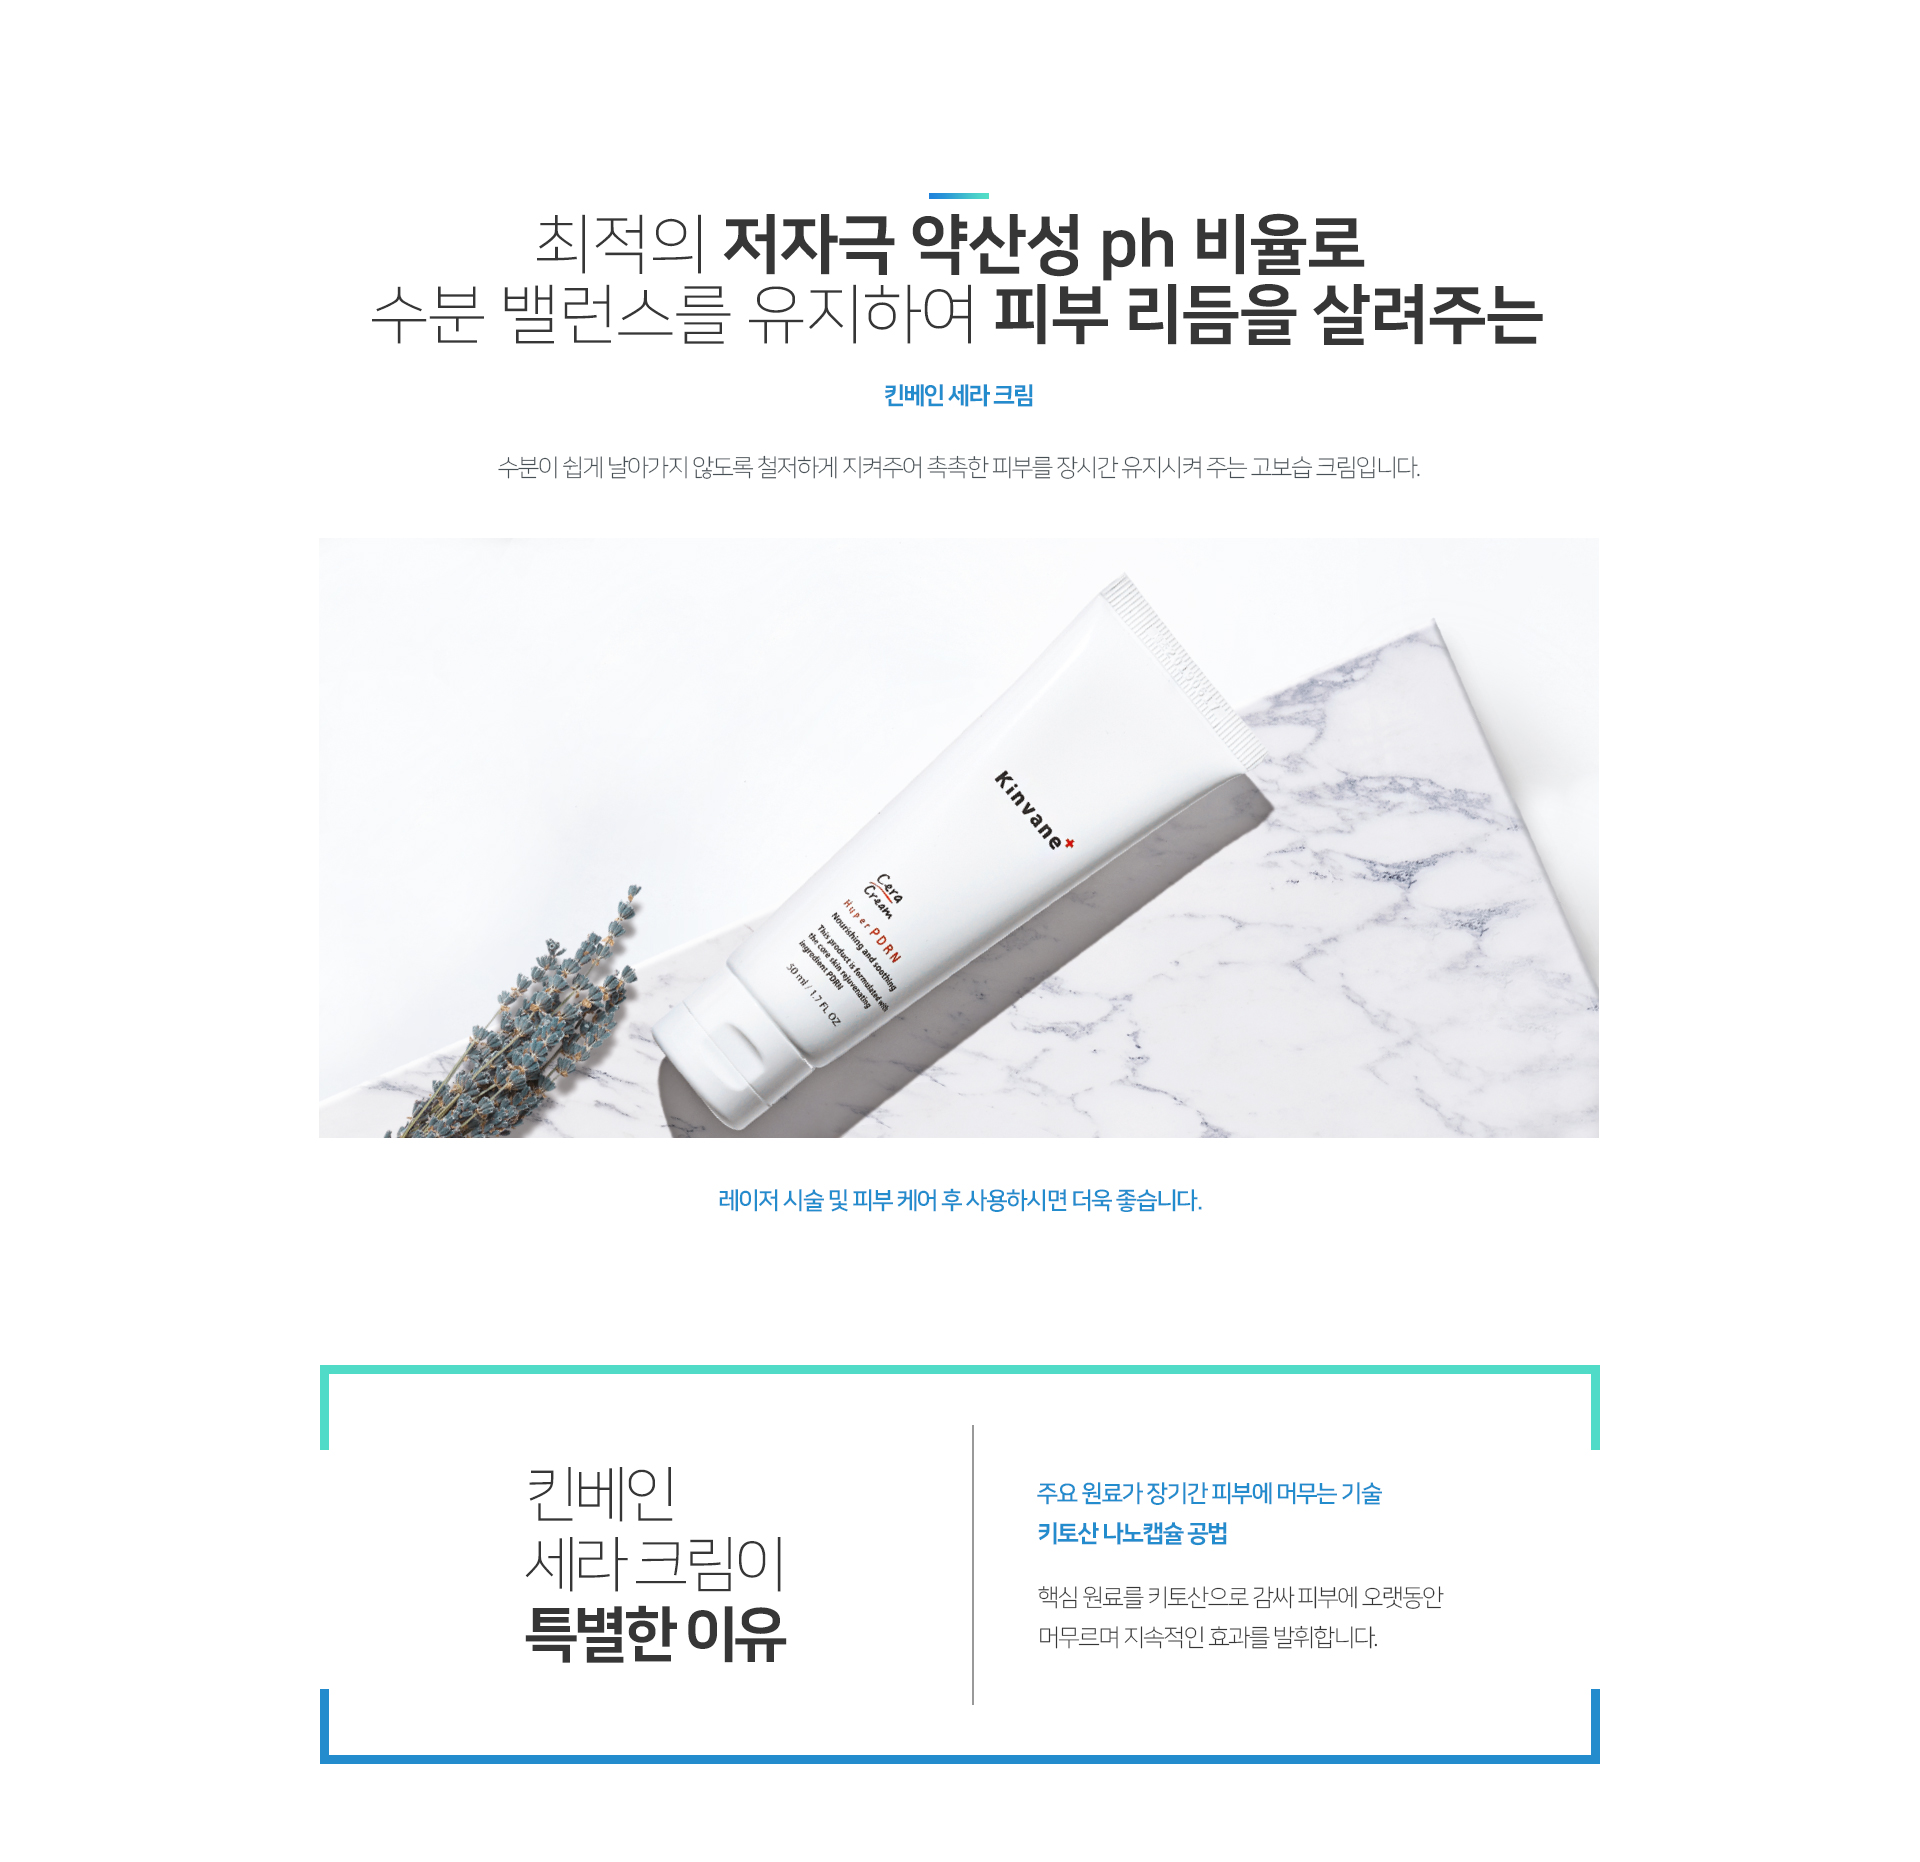 최적의 저자극 약산성 ph 비율로
수분 밸런스를 유지하여 피부 리듬을 살려주는
킨베인 세라 크림
수분이 쉽게 날아가지 않도록 철저하게 지켜주어 촉촉한 피부를 장시간 유지시켜 주는 고보습 크림입니다.
Kinvane
Cera
Cream
Hyper PDRN
Nourishing and soothing
This product is formulated with
the core skin rejuvenating
ingredient PDRN
50 ml / 1.7 FL OZ
레이저 시술 및 피부 케어 후 사용하시면 더욱 좋습니다.
킨베인
세라 크림이
특별한 이유
주요 원료가 장기간 피부에 머무는 기술
키토산 나노캡슐 공법
핵심 원료를 키토산으로 감싸 피부에 오랫동안
머무르며 지속적인 효과를 발휘합니다.